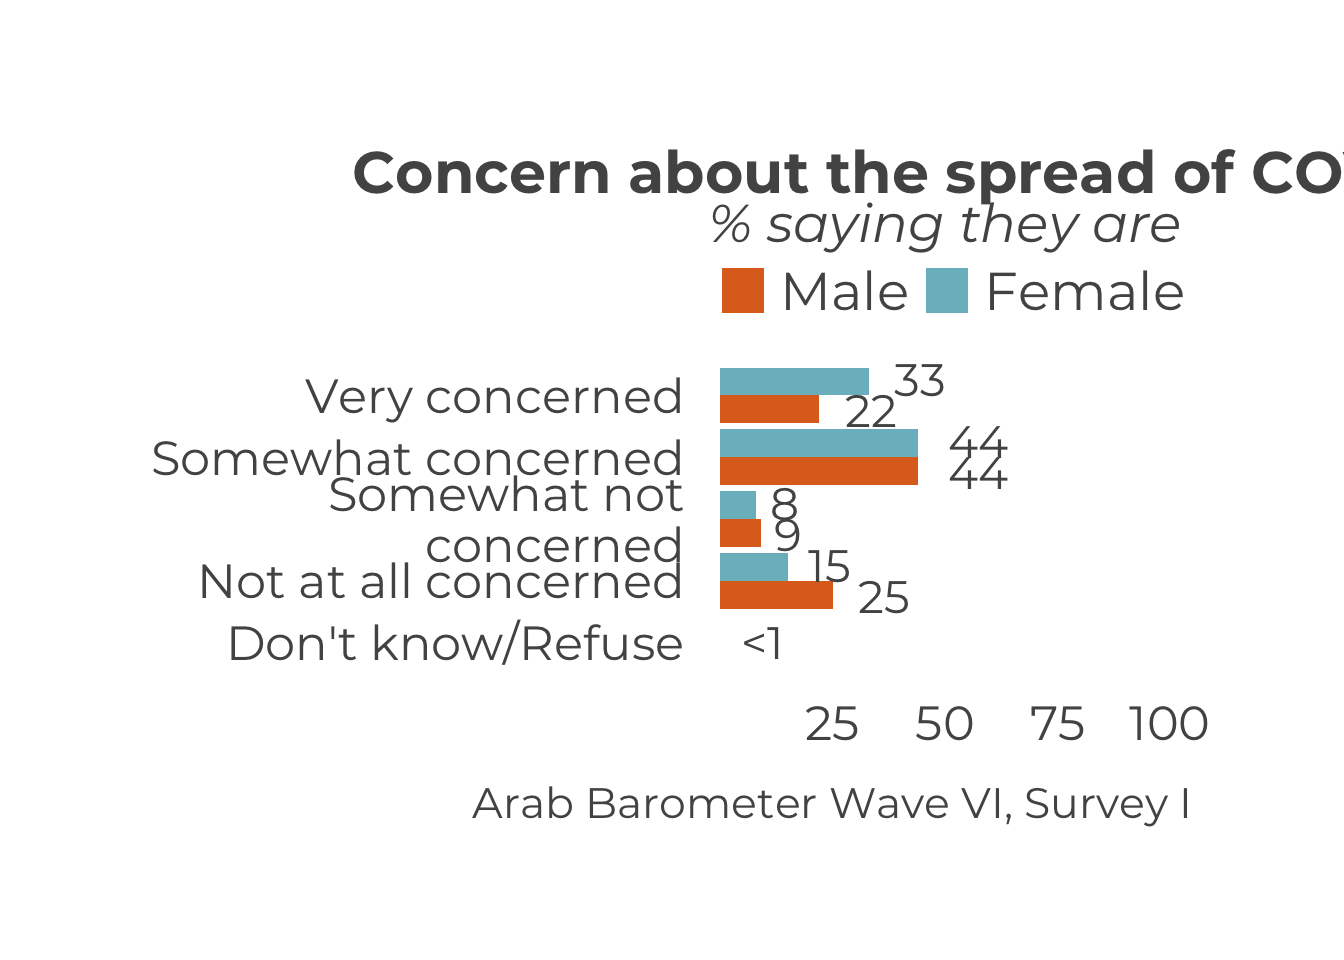 Concern about the spread of
% saying they are
Male Female
Very concerned 33
22
Somewhat concerned 44
44
Somewhat not
concerned
8
9
Not at all concerned 15
25
Don't know/Refuse <1
25 50 75 100
Arab Barometer Wave VI, Survey I